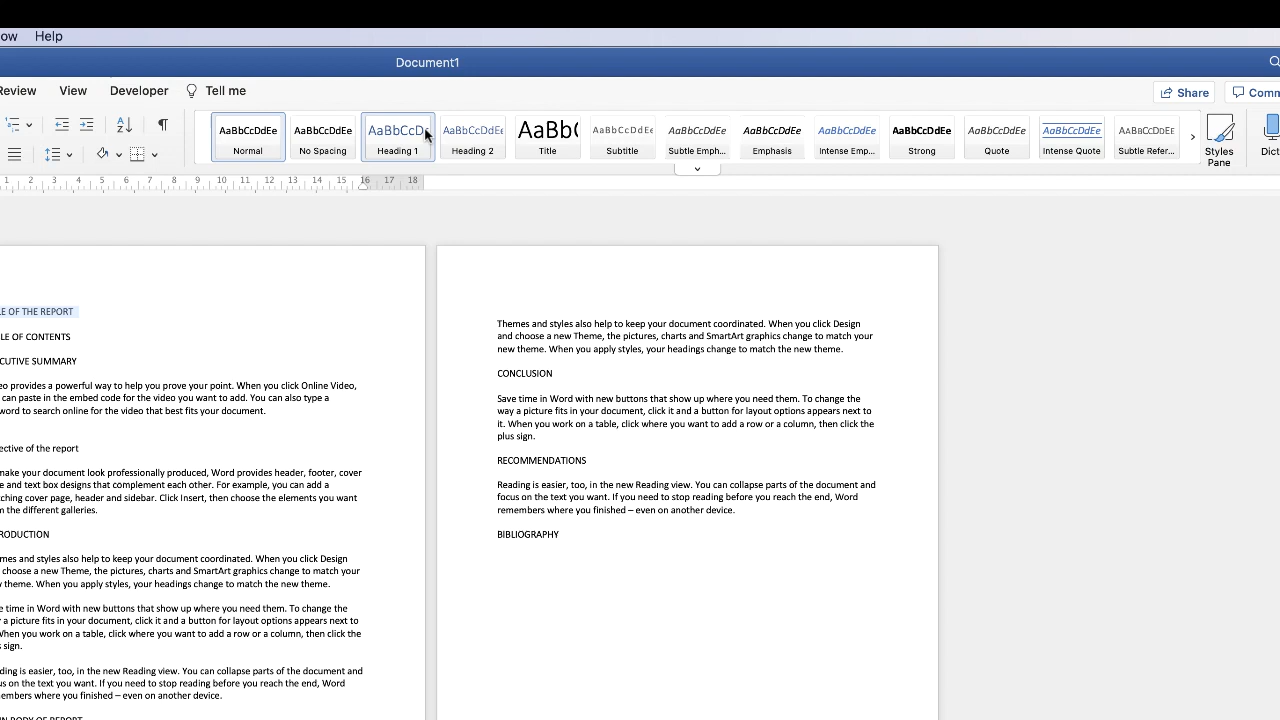 ow Help
Document1
Review View Developer Tell me
Share Comm
AaBbCcDdEe AaBbCcDdEe AaBbCcD AaBbCcDdEe AaBb( AaBbCcDdEe AaBbCcDdEe AaBbCcDdEe AaBbCcDdEe AaBbCcDdEe AaBbCcDdEe AaBbCcDdEe AaBbCcDdEe
Normal No Spacing Heading 1 Heading 2 Title Subtitle Subtle Emph... Emphasis Intense Emp... Strong Quote Intense Quote Subtle Refer...
Styles Pane
Dict
1 2 3 4 5 6 7 8 9 10 11 12 13 14 15 16 17 18
LE OF THE REPORT
LE OF CONTENTS
CUTIVE SUMMARY
eo provides a powerful way to help you prove your point. When you click Online Video,
can paste in the embed code for the video you want to add. You can also type a
word to search online for the video that best fits your document.
ective of the report
make your document look professionally produced, Word provides header, footer, cover
e and text box designs that complement each other. For example, you can add a
ching cover page, header and sidebar. Click Insert, then choose the elements you want
m the different galleries.
RODUCTION
mes and styles also help to keep your document coordinated. When you click Design
choose a new Theme, the pictures, charts and SmartArt graphics change to match your
theme. When you apply styles, your headings change to match the new theme.
e time in Word with new buttons that show up where you need them. To change the
a picture fits in your document, click it and a button for layout options appears next to
When you work on a table, click where you want to add a row or a column, then click the
sign.
ding is easier, too, in the new Reading view. You can collapse parts of the document and
us on the text you want. If you need to stop reading before you reach the end, Word
embers where you finished – even on another device.
IN BODY OF REPORT
Themes and styles also help to keep your document coordinated. When you click Design
and choose a new Theme, the pictures, charts and SmartArt graphics change to match your
new theme. When you apply styles, your headings change to match the new theme.
CONCLUSION
Save time in Word with new buttons that show up where you need them. To change the
way a picture fits in your document, click it and a button for layout options appears next to
it. When you work on a table, click where you want to add a row or a column, then click the
plus sign.
RECOMMENDATIONS
Reading is easier, too, in the new Reading view. You can collapse parts of the document and
focus on the text you want. If you need to stop reading before you reach the end, Word
remembers where you finished – even on another device.
BIBLIOGRAPHY